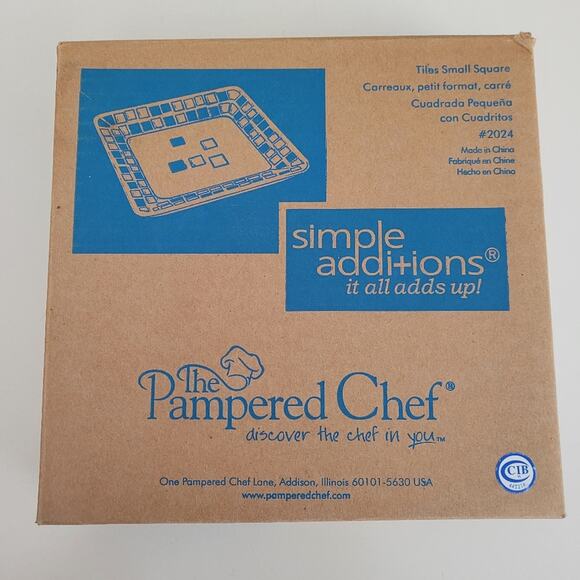 Tiles Small Square
Carreaux, petit format, carré
Cuadrada Pequeña
con Cuadritos
#2024
Made in China
Fabriqué en Chine
Hecho en China
simple
additions®
it all adds up!
The
Pampered Chef®
discover the chef in you™
One Pampered Chef Lane, Addison, Illinois 60101-5630 USA
www.pamperedchef.com
CIB